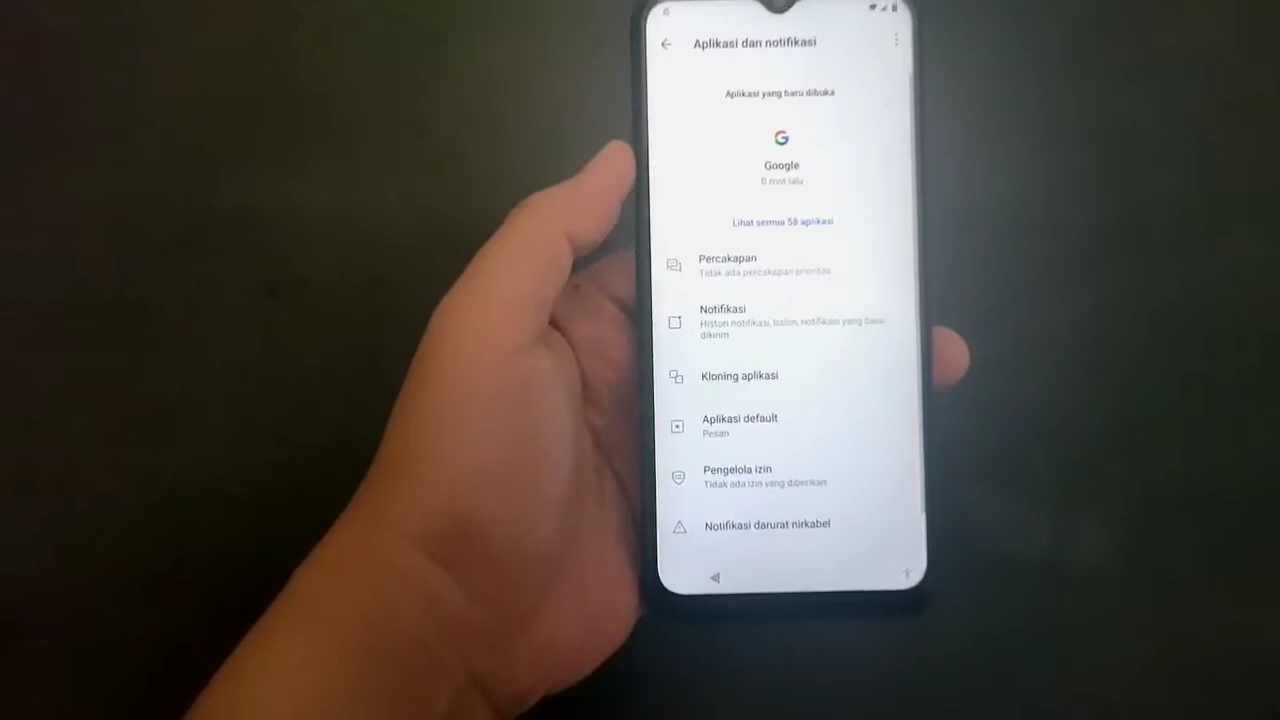 Aplikasi dan notifikasi
Aplikasi yang baru dibuka
Google
0 mnt lalu
Lihat semua 58 aplikasi
Percakapan
Tidak ada percakapan prioritas
Notifikasi
Histori notifikasi, balon, notifikasi yang baru
dikirim
Kloning aplikasi
Aplikasi default
Pesan
Pengelola izin
Tidak ada izin yang diberikan
Notifikasi darurat nirkabel